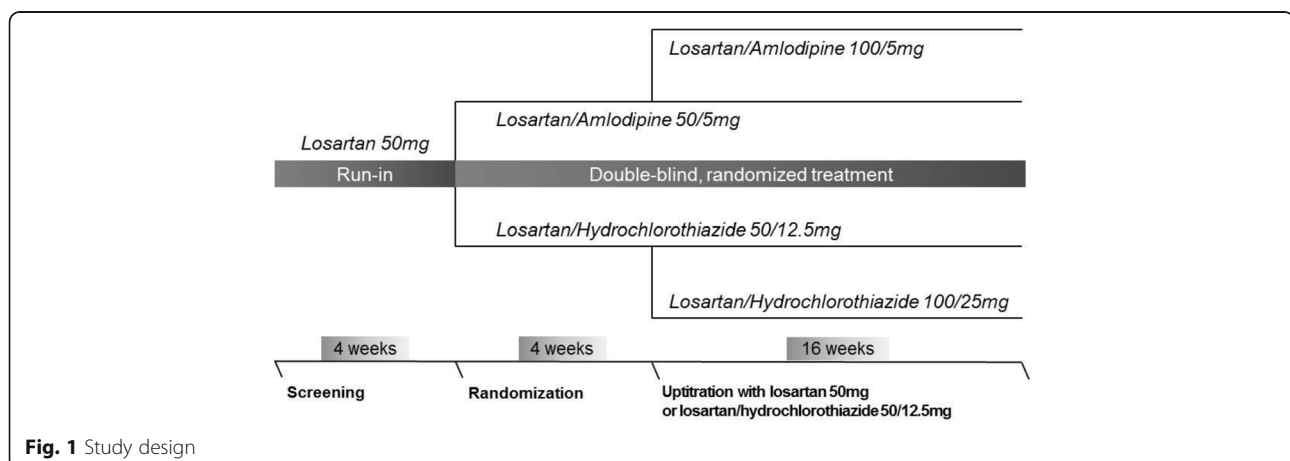 Losartan/Amlodipine 100/5mg
Losartan/Amlodipine 50/5mg
Losartan 50mg
Run-in
Double-blind, randomized treatment
Losartan/Hydrochlorothiazide 50/12.5mg
Losartan/Hydrochlorothiazide 100/25mg
4 weeks
4 weeks
16 weeks
Screening
Randomization
Uptitration with losartan 50mg
or losartan/hydrochlorothiazide 50/12.5mg
Fig. 1 Study design